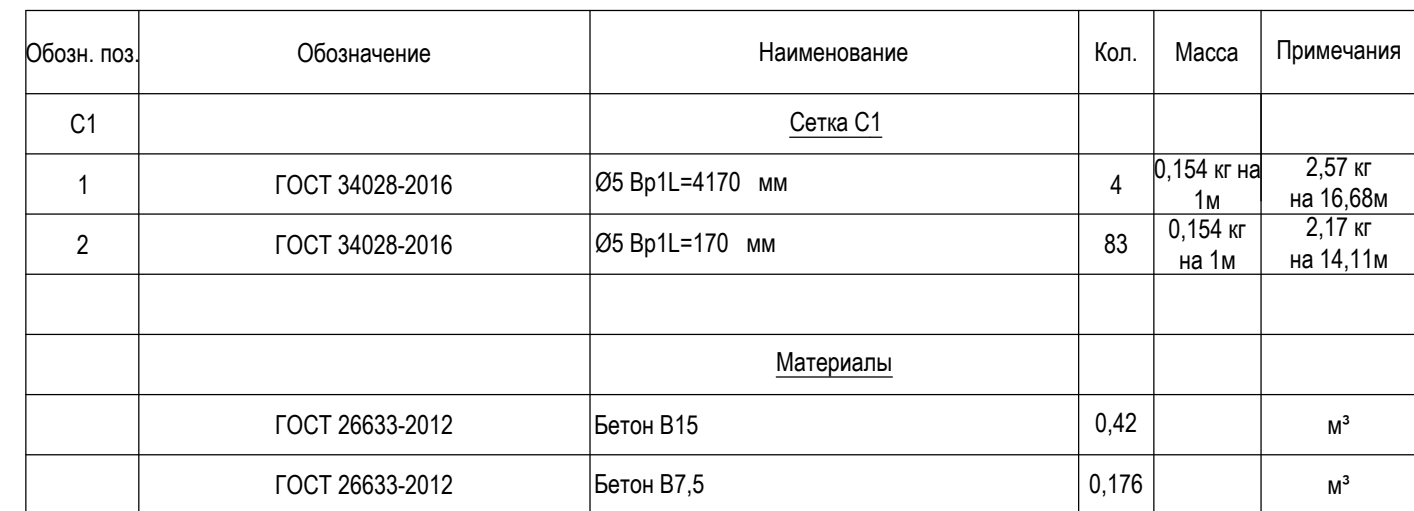 Обозн. поз. Обозначение Наименование Кол. Масса Примечания
С1 Сетка С1
1 ГОСТ 34028-2016 Ø5 Вр1L=4170 мм 4 0,154 кг на 1м 2,57 кг на 16,68м
2 ГОСТ 34028-2016 Ø5 Вр1L=170 мм 83 0,154 кг на 1м 2,17 кг на 14,11м
Материалы
ГОСТ 26633-2012 Бетон В15 0,42 м³
ГОСТ 26633-2012 Бетон В7,5 0,176 м³